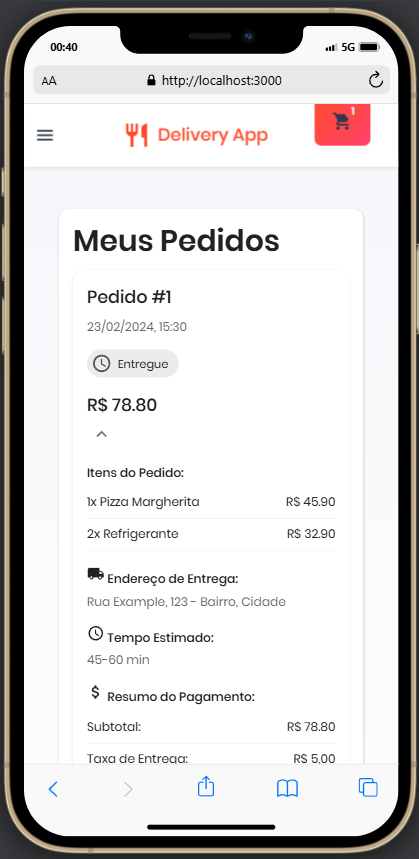 00:40
5G
AA
http://localhost:3000
Delivery App
1
Meus Pedidos
Pedido #1
23/02/2024, 15:30
Entregue
R$ 78.80
Itens do Pedido:
1x Pizza Margherita R$ 45.90
2x Refrigerante R$ 32.90
Endereço de Entrega:
Rua Example, 123 - Bairro, Cidade
Tempo Estimado:
45-60 min
$ Resumo do Pagamento:
Subtotal: R$ 78.80
Taxa de Entrega: R$ 5,00